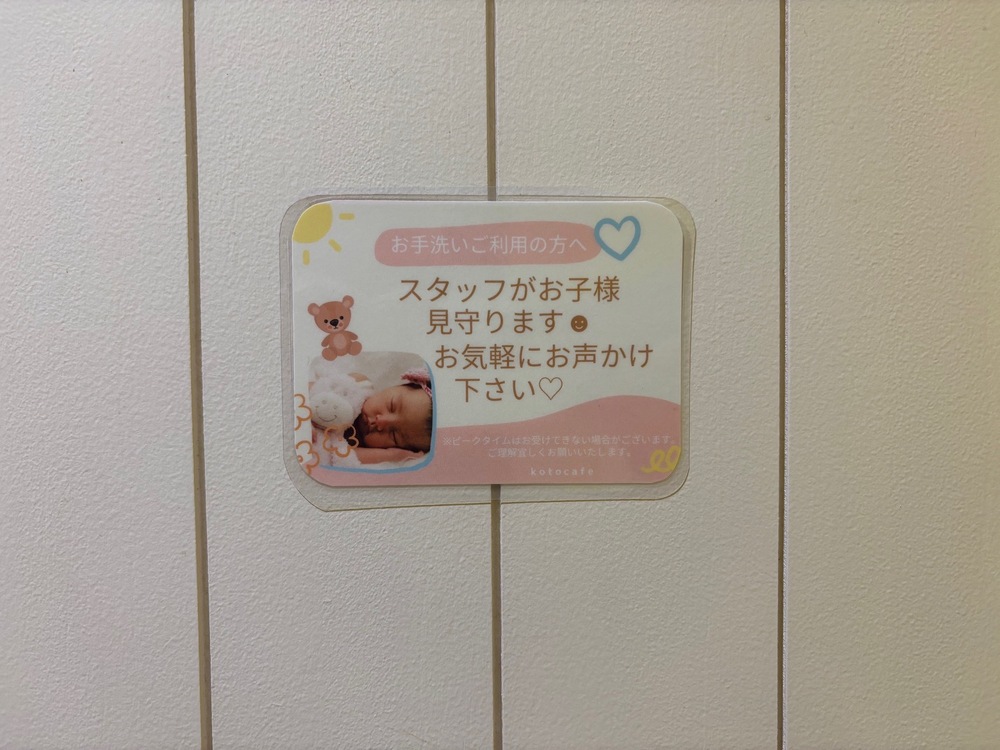 お手洗いご利用の方へ
スタッフがお子様
見守ります☻
お気軽にお声かけ
下さい♡
※ピークタイムはお受けできない場合がございます。
ご理解宜しくお願いいたします。
kotocafe